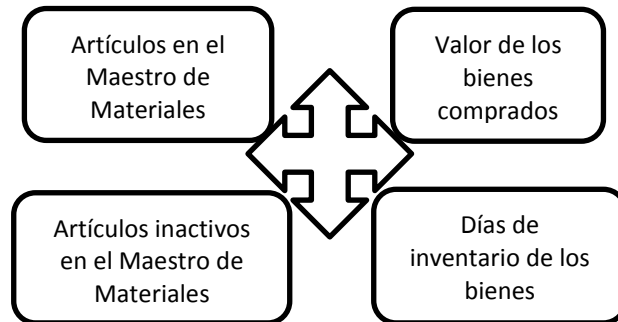 Artículos en el
Maestro de
Materiales
Valor de los
bienes
comprados
Artículos inactivos
en el Maestro de
Materiales
Días de
inventario de los
bienes